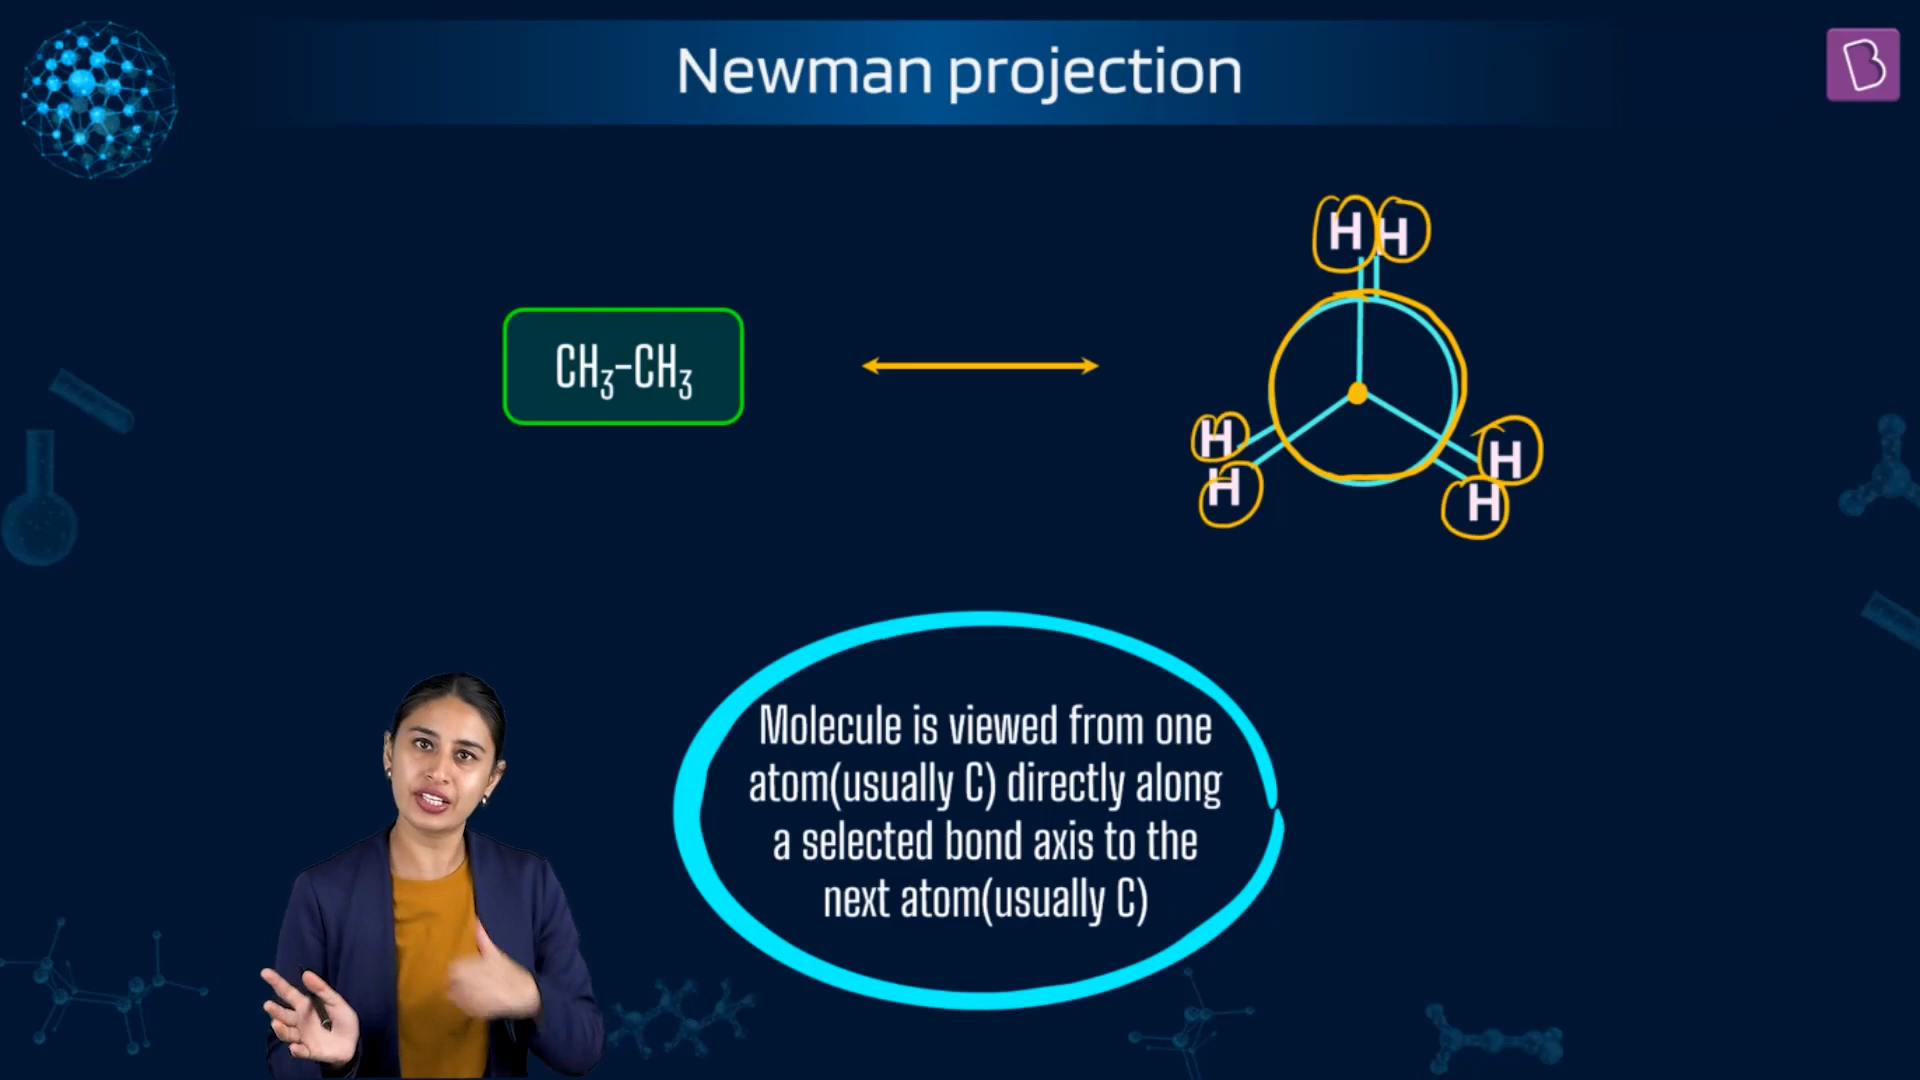 Newman projection
B
H H
CH₃-CH₃
H
H
H
H
Molecule is viewed from one
atom(usually C) directly along
a selected bond axis to the
next atom(usually C)